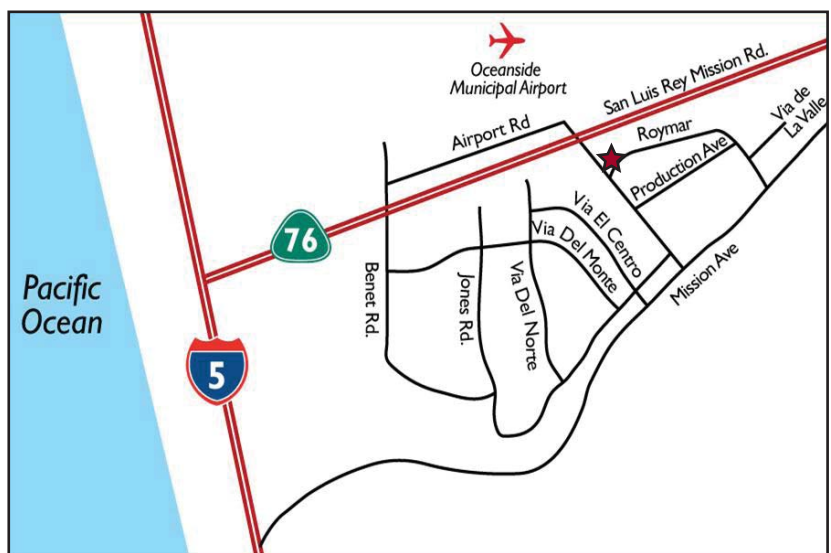 Oceanside
Municipal Airport
San Luis Rey Mission Rd.
Via de
La Valle
Airport Rd
Roymar
Production Ave
76
Via El Centro
Via Del Monte
Pacific
Ocean
Benet Rd.
Jones Rd.
Via Del Norte
Mission Ave
5